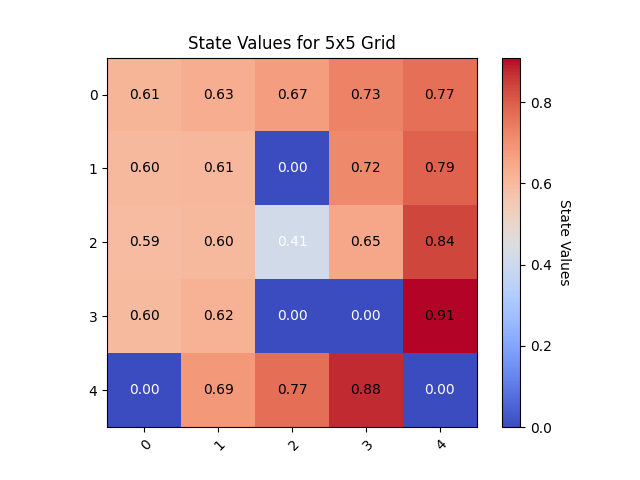 State Values for 5x5 Grid
0 0.61 0.63 0.67 0.73 0.77
1 0.60 0.61 0.00 0.72 0.79
2 0.59 0.60 0.41 0.65 0.84
3 0.60 0.62 0.00 0.00 0.91
4 0.00 0.69 0.77 0.88 0.00
0 1 2 3 4
0.8
0.6
0.4
0.2
0.0
State Values